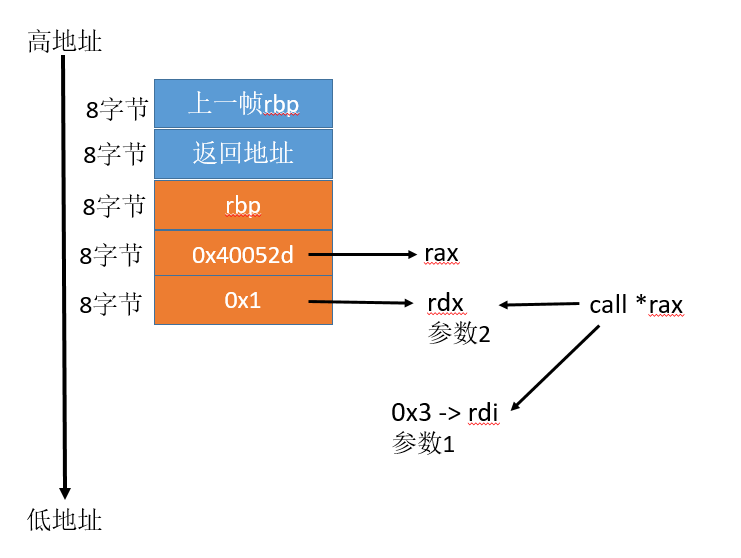 高地址
8字节
上一帧rbp
8字节
返回地址
8字节
rbp
8字节
0x40052d
rax
8字节
0x1
rdx
参数2
call *rax
0x3 -> rdi
参数1
低地址